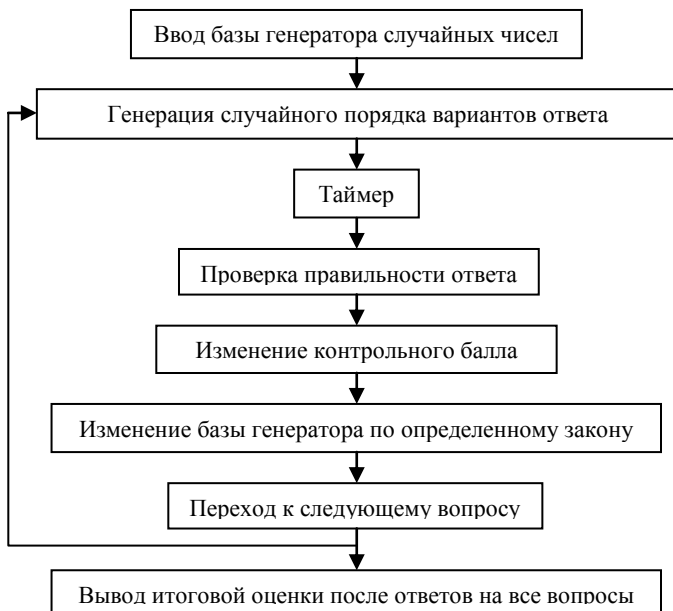 Ввод базы генератора случайных чисел
Генерация случайного порядка вариантов ответа
Таймер
Проверка правильности ответа
Изменение контрольного балла
Изменение базы генератора по определенному закону
Переход к следующему вопросу
Вывод итоговой оценки после ответов на все вопросы